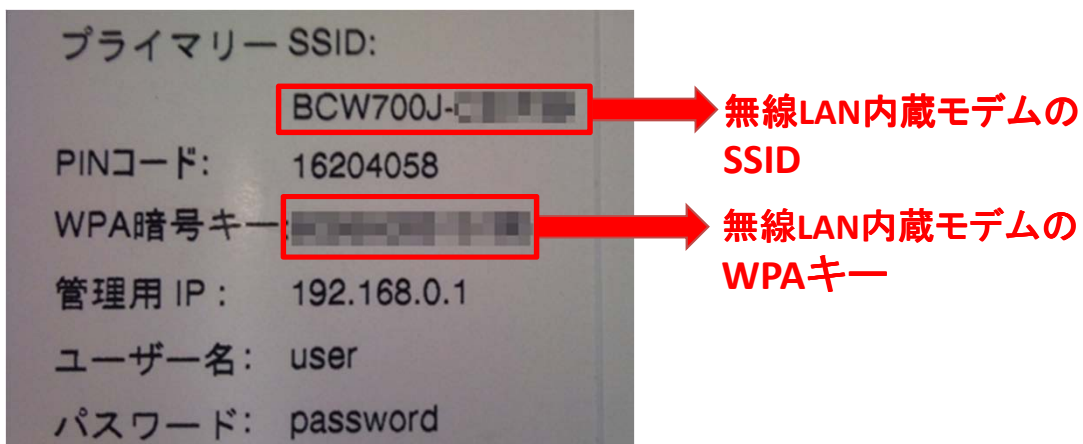 プライマリー SSID:
BCW700J-
PINコード: 16204058
WPA暗号キー:
管理用 IP : 192.168.0.1
ユーザー名: user
パスワード: password
無線LAN内蔵モデムの
SSID
無線LAN内蔵モデムの
WPAキー